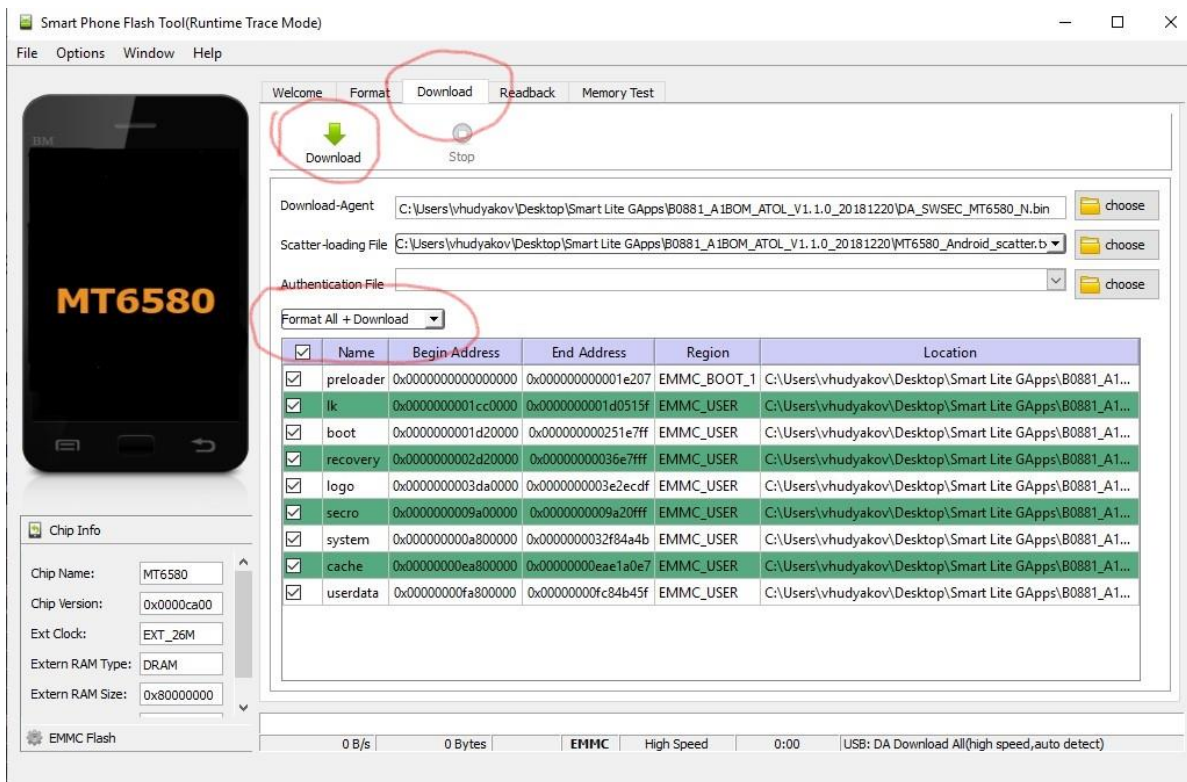 Smart Phone Flash Tool(Runtime Trace Mode)
File Options Window Help
Welcome Format Download Readback Memory Test
BM
Download Stop
Download-Agent C:\Users\vhudyakov\Desktop\Smart Lite GApps\B0881_A1BOM_ATOL_V1.1.0_20181220\DA_SWSEC_MT6580_N.bin choose
Scatter-loading File C:\Users\vhudyakov\Desktop\Smart Lite GApps\B0881_A1BOM_ATOL_V1.1.0_20181220\MT6580_Android_scatter.b choose
Authentication File choose
MT6580
Format All + Download
Name Begin Address End Address Region Location
preloader 0x0000000000000000 0x000000000001e207 EMMC_BOOT_1 C:\Users\vhudyakov\Desktop\Smart Lite GApps\B0881_A1...
lk 0x0000000001cc0000 0x0000000001d0515f EMMC_USER C:\Users\vhudyakov\Desktop\Smart Lite GApps\B0881_A1...
boot 0x0000000001d20000 0x000000000251e7ff EMMC_USER C:\Users\vhudyakov\Desktop\Smart Lite GApps\B0881_A1...
recovery 0x0000000002d20000 0x00000000036e7fff EMMC_USER C:\Users\vhudyakov\Desktop\Smart Lite GApps\B0881_A1...
logo 0x0000000003da0000 0x0000000003e2ecdf EMMC_USER C:\Users\vhudyakov\Desktop\Smart Lite GApps\B0881_A1...
secro 0x0000000009a00000 0x0000000009a20fff EMMC_USER C:\Users\vhudyakov\Desktop\Smart Lite GApps\B0881_A1...
system 0x000000000a800000 0x0000000032f84a4b EMMC_USER C:\Users\vhudyakov\Desktop\Smart Lite GApps\B0881_A1...
cache 0x00000000ea800000 0x00000000eae1a0e7 EMMC_USER C:\Users\vhudyakov\Desktop\Smart Lite GApps\B0881_A1...
userdata 0x00000000fa800000 0x00000000fc84b45f EMMC_USER C:\Users\vhudyakov\Desktop\Smart Lite GApps\B0881_A1...
Chip Info
Chip Name: MT6580
Chip Version: 0x0000ca00
Ext Clock: EXT_26M
Extern RAM Type: DRAM
Extern RAM Size: 0x80000000
EMMC Flash
0 B/s 0 Bytes EMMC High Speed 0:00 USB: DA Download All(high speed,auto detect)